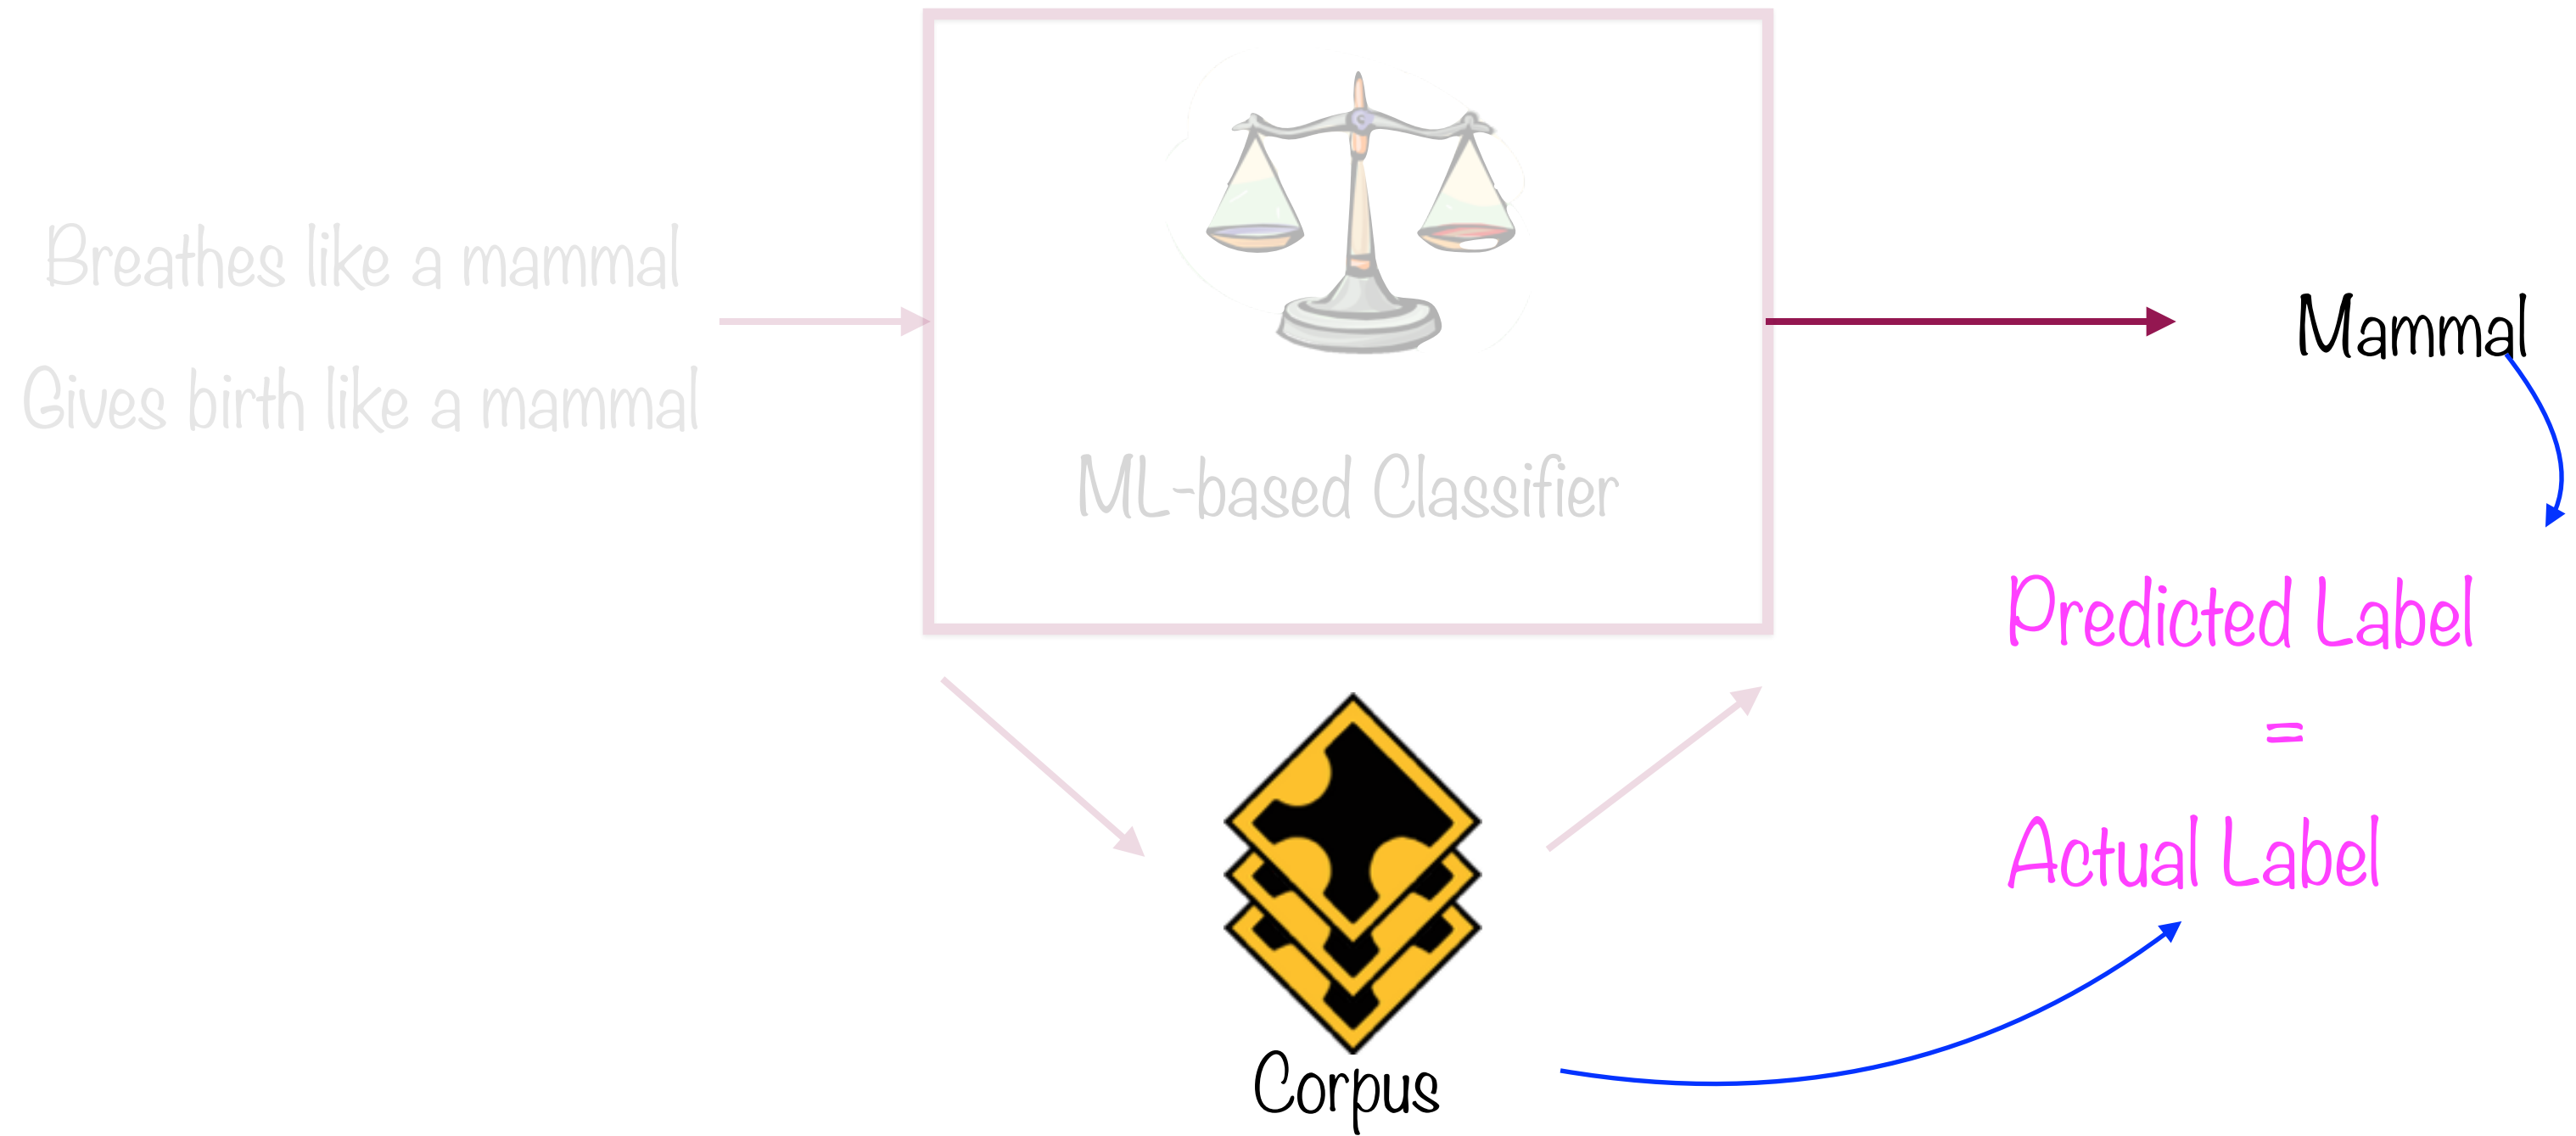 Breathes like a mammal
Gives birth like a mammal
ML-based Classifier
Mammal
Predicted Label
=
Actual Label
Corpus